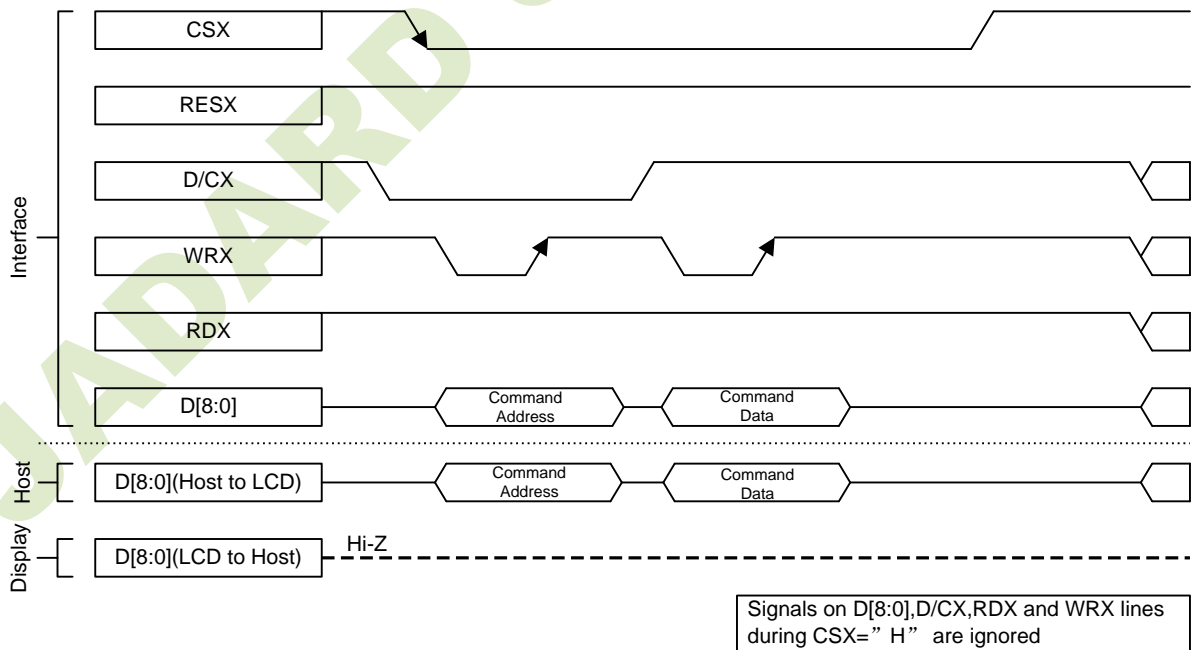 JADARD
CSX
RESX
D/CX
WRX
RDX
D[8:0]
Interface
Command
Address
Command
Data
Host
D[8:0](Host to LCD)
Command
Address
Command
Data
Display
D[8:0](LCD to Host)
Hi-Z
Signals on D[8:0],D/CX,RDX and WRX lines
during CSX=” H” are ignored